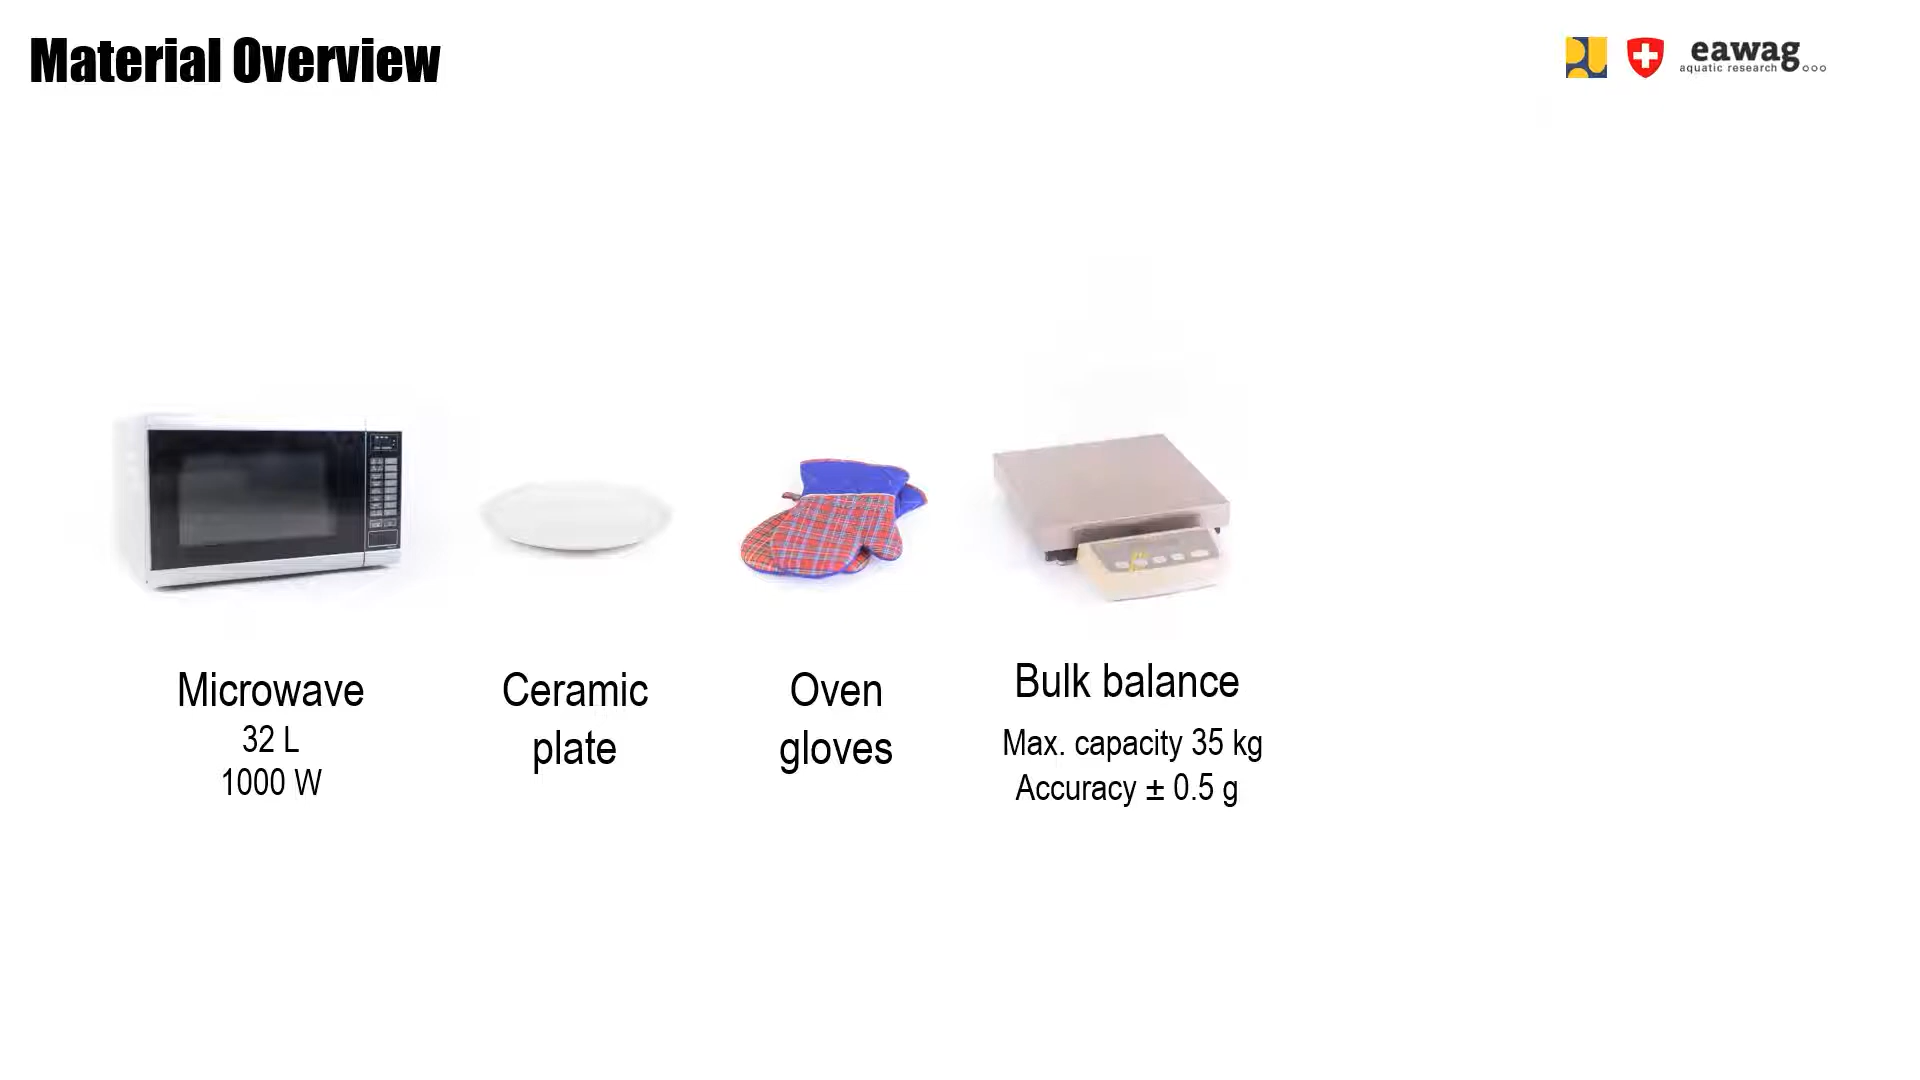 Material Overview
eawag
aquatic research
Microwave
32 L
1000 W
Ceramic
plate
Oven
gloves
Bulk balance
Max. capacity 35 kg
Accuracy ± 0.5 g